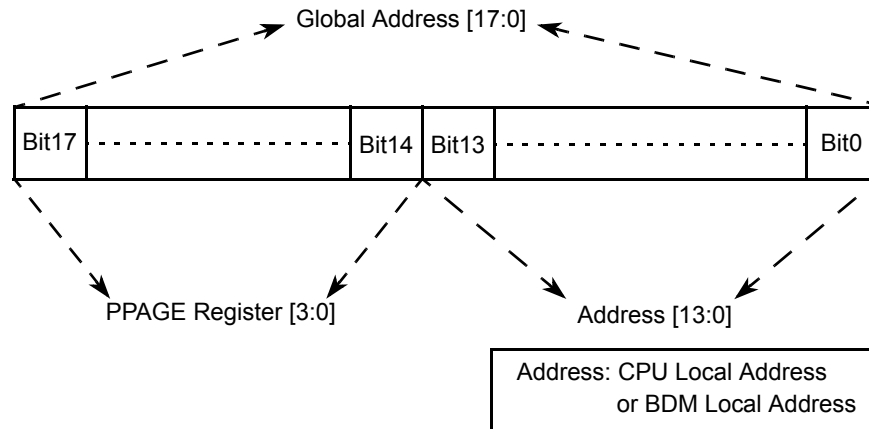 Global Address [17:0]
Bit17
Bit14
Bit13
Bit0
PPAGE Register [3:0]
Address [13:0]
Address: CPU Local Address
or BDM Local Address